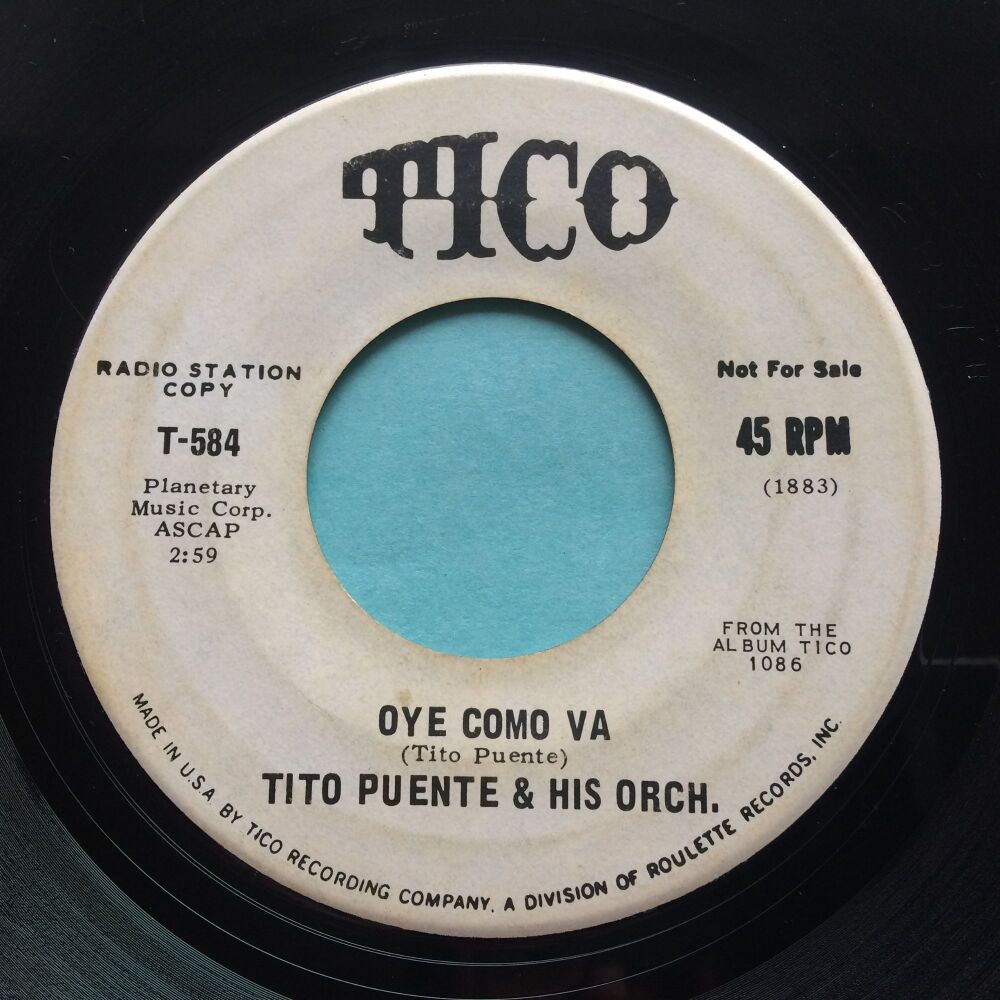 TICO
RADIO STATION
COPY
T-584
Planetary
Music Corp.
ASCAP
2:59
Not For Sale
45 RPM
(1883)
FROM THE
ALBUM TICO
1086
OYE COMO VA
(Tito Puente)
TITO PUENTE & HIS ORCH.
MADE IN U.S.A. BY TICO RECORDING COMPANY, A DIVISION OF ROULETTE RECORDS, INC.